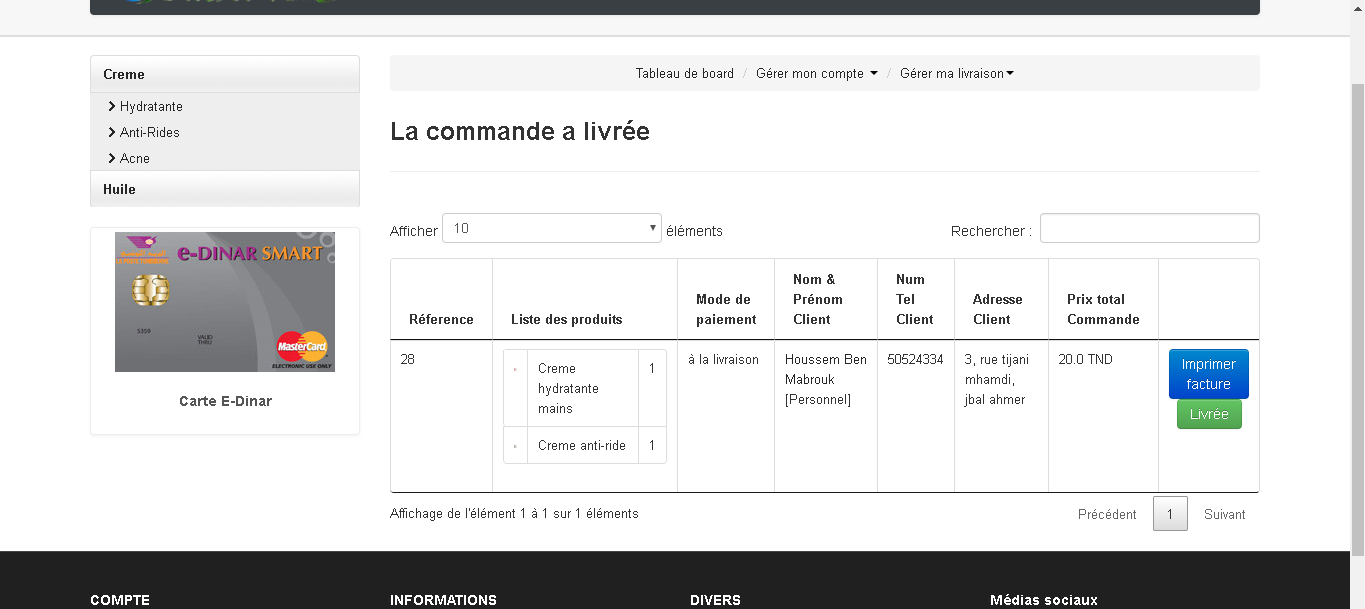 Creme
Hydratante
Anti-Rides
Acne
Huile
e-DINAR SMART
5359
VALID
THRU
MasterCard
ELECTRONIC USE ONLY
Carte E-Dinar
Tableau de board / Gérer mon compte / Gérer ma livraison
La commande a livrée
Afficher 10 éléments
Rechercher :
Réference
Liste des produits
Mode de
paiement
Nom &
Prénom
Client
Num
Tel
Client
Adresse
Client
Prix total
Commande
28
Creme
hydratante
mains
1
Creme anti-ride
1
à la livraison
Houssem Ben
Mabrouk
[Personnel]
50524334
3, rue tijani
mhamdi,
jbal ahmer
20.0 TND
Imprimer
facture
Livrée
Affichage de l'élément 1 à 1 sur 1 éléments
Précédent 1 Suivant
COMPTE
INFORMATIONS
DIVERS
Médias sociaux